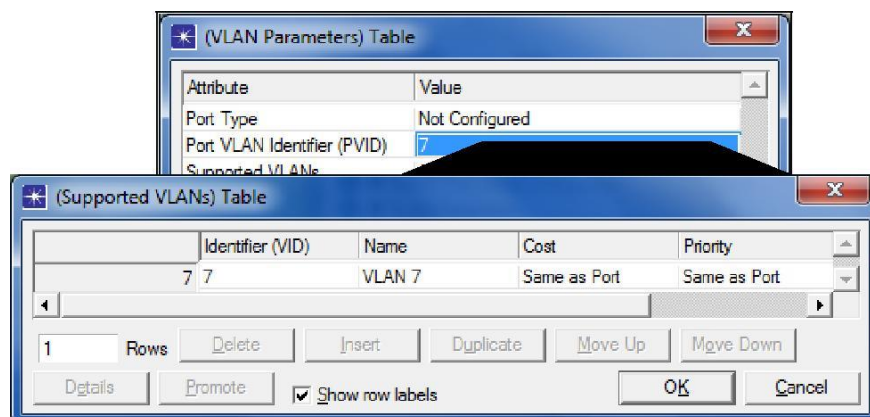 (VLAN Parameters) Table
Attribute Value
Port Type Not Configured
Port VLAN Identifier (PVID) 7
Supported VLANs
(Supported VLANs) Table
Identifier (VID) Name Cost Priority
7 7 VLAN 7 Same as Port Same as Port
1 Rows Delete Insert Duplicate Move Up Move Down
Details Promote Show row labels OK Cancel